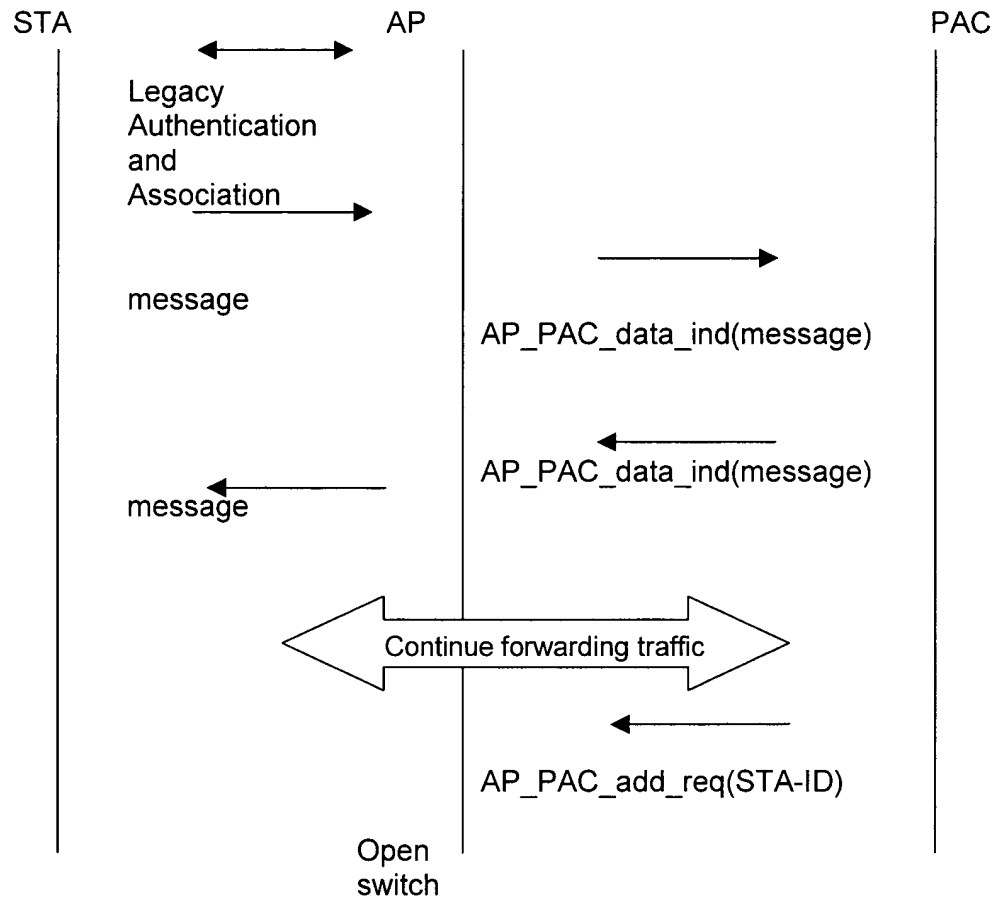 STA
AP
PAC
Legacy
Authentication
and
Association
message
AP_PAC_data_ind(message)
AP_PAC_data_ind(message)
message
Continue forwarding traffic
AP_PAC_add_req(STA-ID)
Open
switch